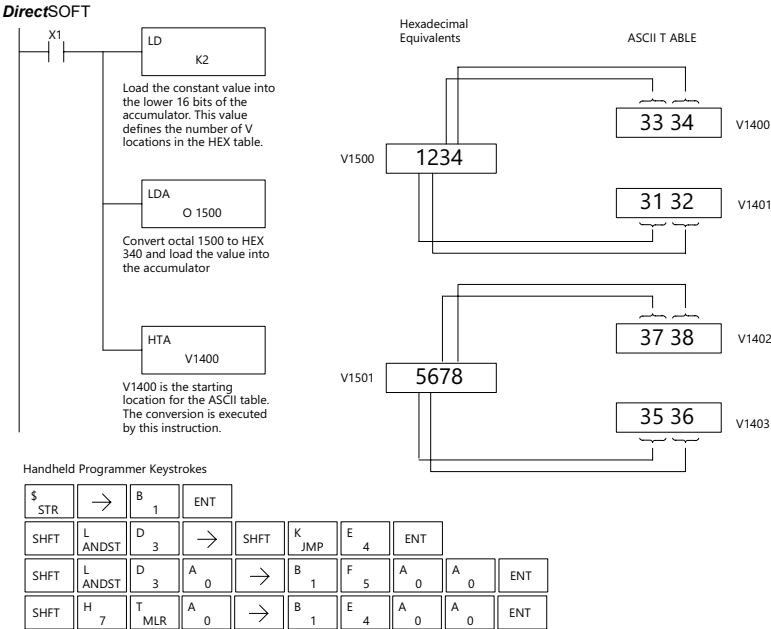 DirectSOFT
X1
LD
K2
Load the constant value into
the lower 16 bits of the
accumulator. This value
defines the number of V
locations in the HEX table.
LDA
O 1500
Convert octal 1500 to HEX
340 and load the value into
the accumulator
HTA
V1400
V1400 is the starting
location for the ASCII table.
The conversion is executed
by this instruction.
Hexadecimal
Equivalents
ASCII T ABLE
33 34
V1400
V1500
1234
31 32
V1401
37 38
V1402
V1501
5678
35 36
V1403
Handheld Programmer Keystrokes
$ STR → B 1 ENT
SHFT L ANDST D 3 → SHFT K JMP E 4 ENT
SHFT L ANDST D 3 A 0 → B 1 F 5 A 0 A 0 ENT
SHFT H 7 T MLR A 0 → B 1 E 4 A 0 A 0 ENT